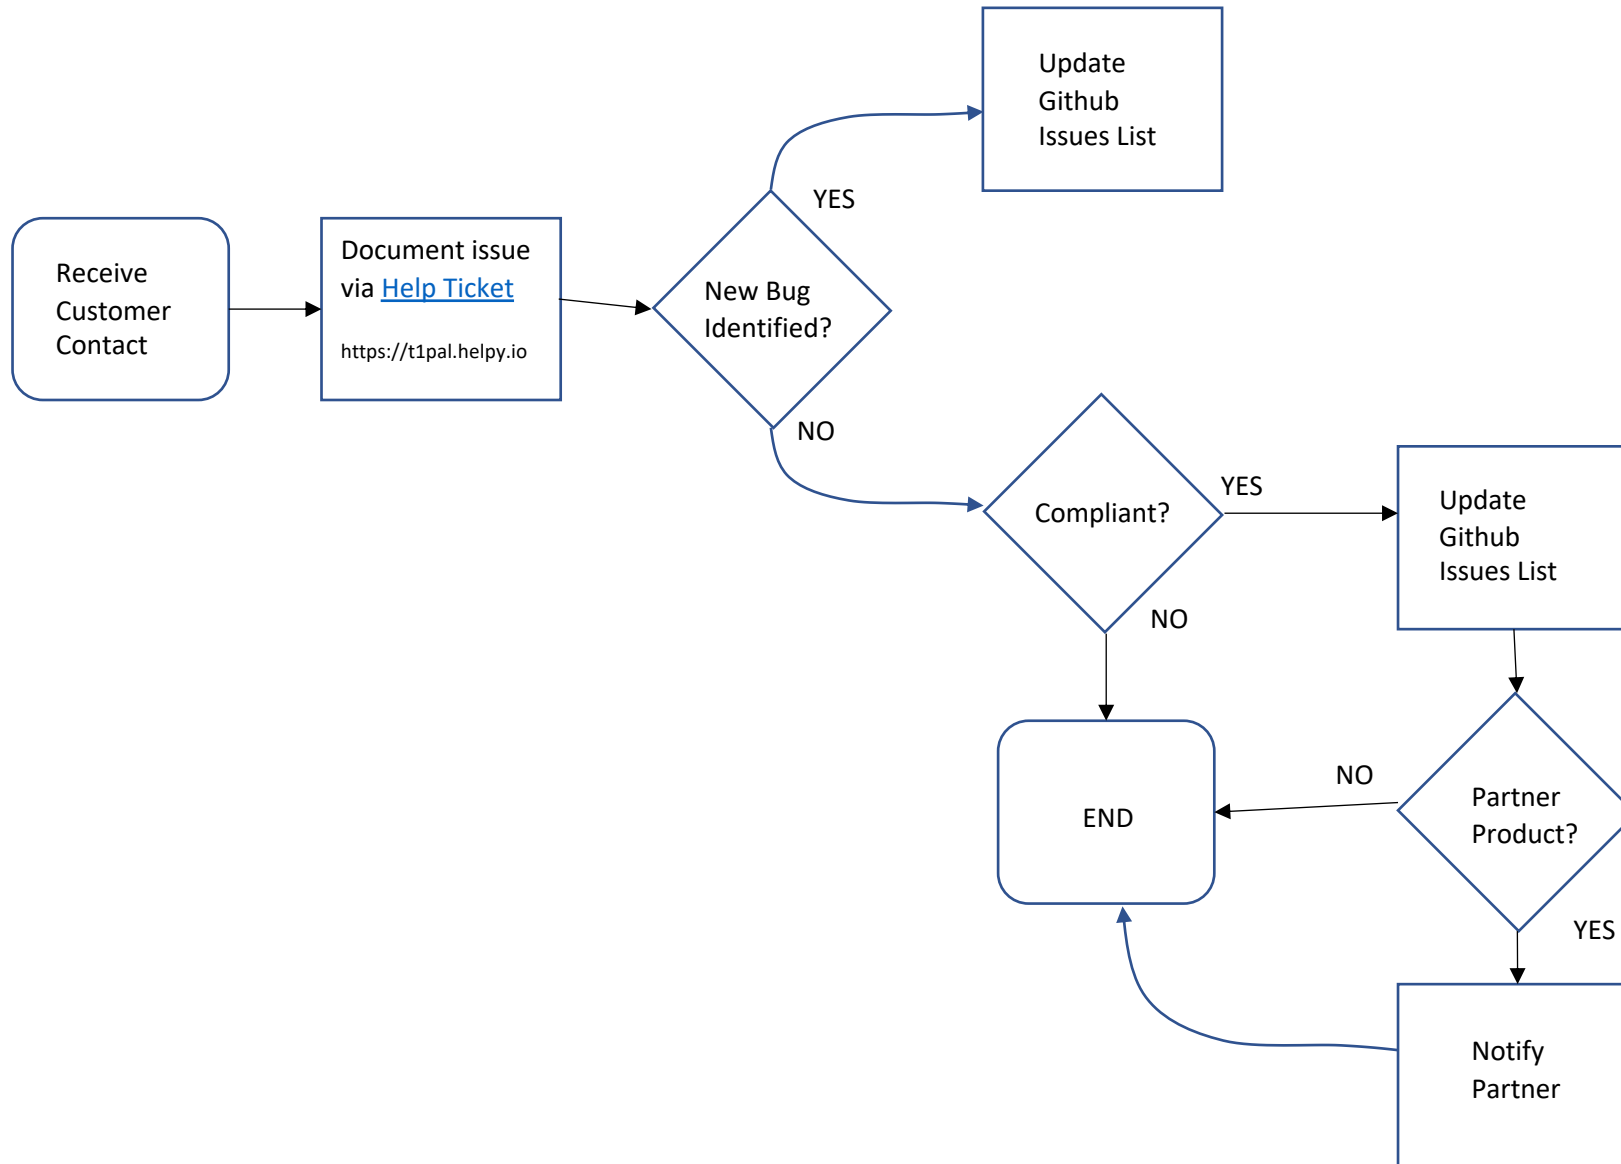 Update
Github
Issues List
YES
Receive
Customer
Contact
Document issue
via Help Ticket
https://t1pal.helpy.io
New Bug
Identified?
NO
Compliant?
YES
Update
Github
Issues List
NO
END
NO
Partner
Product?
YES
Notify
Partner